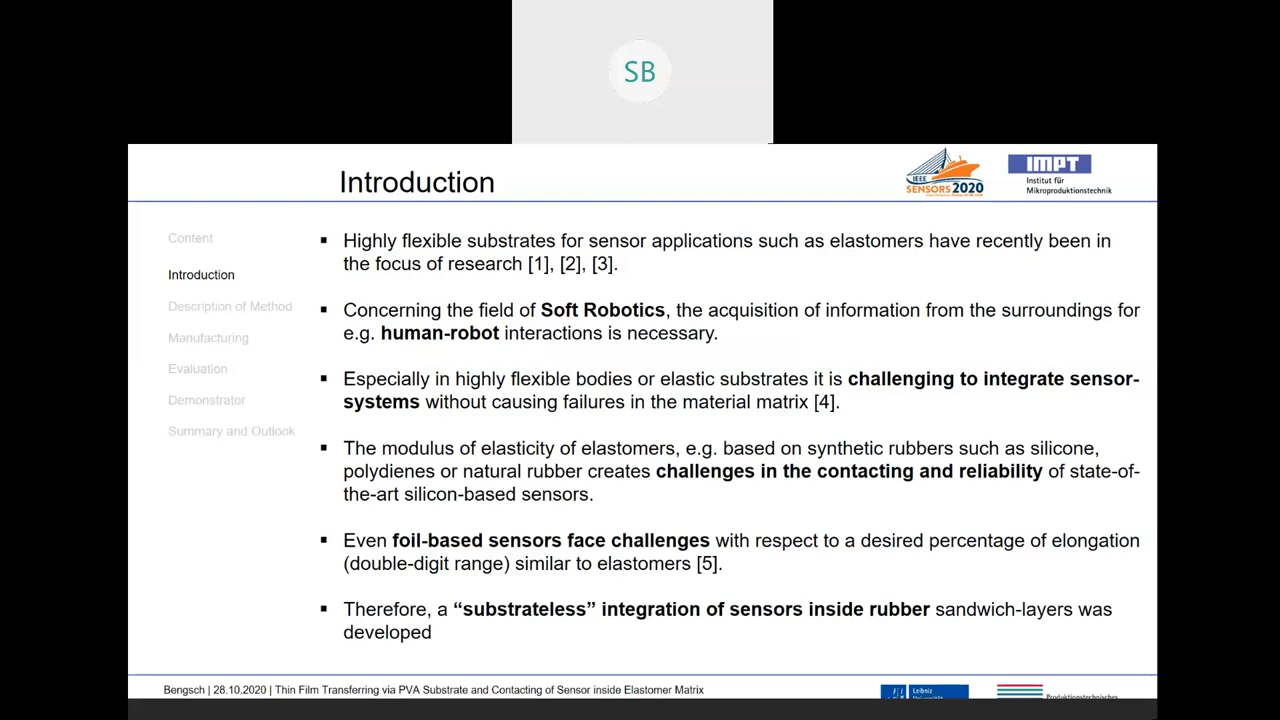 SB
Introduction
IEEE
SENSORS 2020
IMPT
Institut für
Mikroproduktionstechnik
Content
Introduction
Description of Method
Manufacturing
Evaluation
Demonstrator
Summary and Outlook
▪ Highly flexible substrates for sensor applications such as elastomers have recently been in
the focus of research [1], [2], [3].
▪ Concerning the field of Soft Robotics, the acquisition of information from the surroundings for
e.g. human-robot interactions is necessary.
▪ Especially in highly flexible bodies or elastic substrates it is challenging to integrate sensor-
systems without causing failures in the material matrix [4].
▪ The modulus of elasticity of elastomers, e.g. based on synthetic rubbers such as silicone,
polydienes or natural rubber creates challenges in the contacting and reliability of state-of-
the-art silicon-based sensors.
▪ Even foil-based sensors face challenges with respect to a desired percentage of elongation
(double-digit range) similar to elastomers [5].
▪ Therefore, a “substrateless” integration of sensors inside rubber sandwich-layers was
developed
Bengsch | 28.10.2020 | Thin Film Transferring via PVA Substrate and Contacting of Sensor inside Elastomer Matrix
Leibniz
Produktionstechnisches